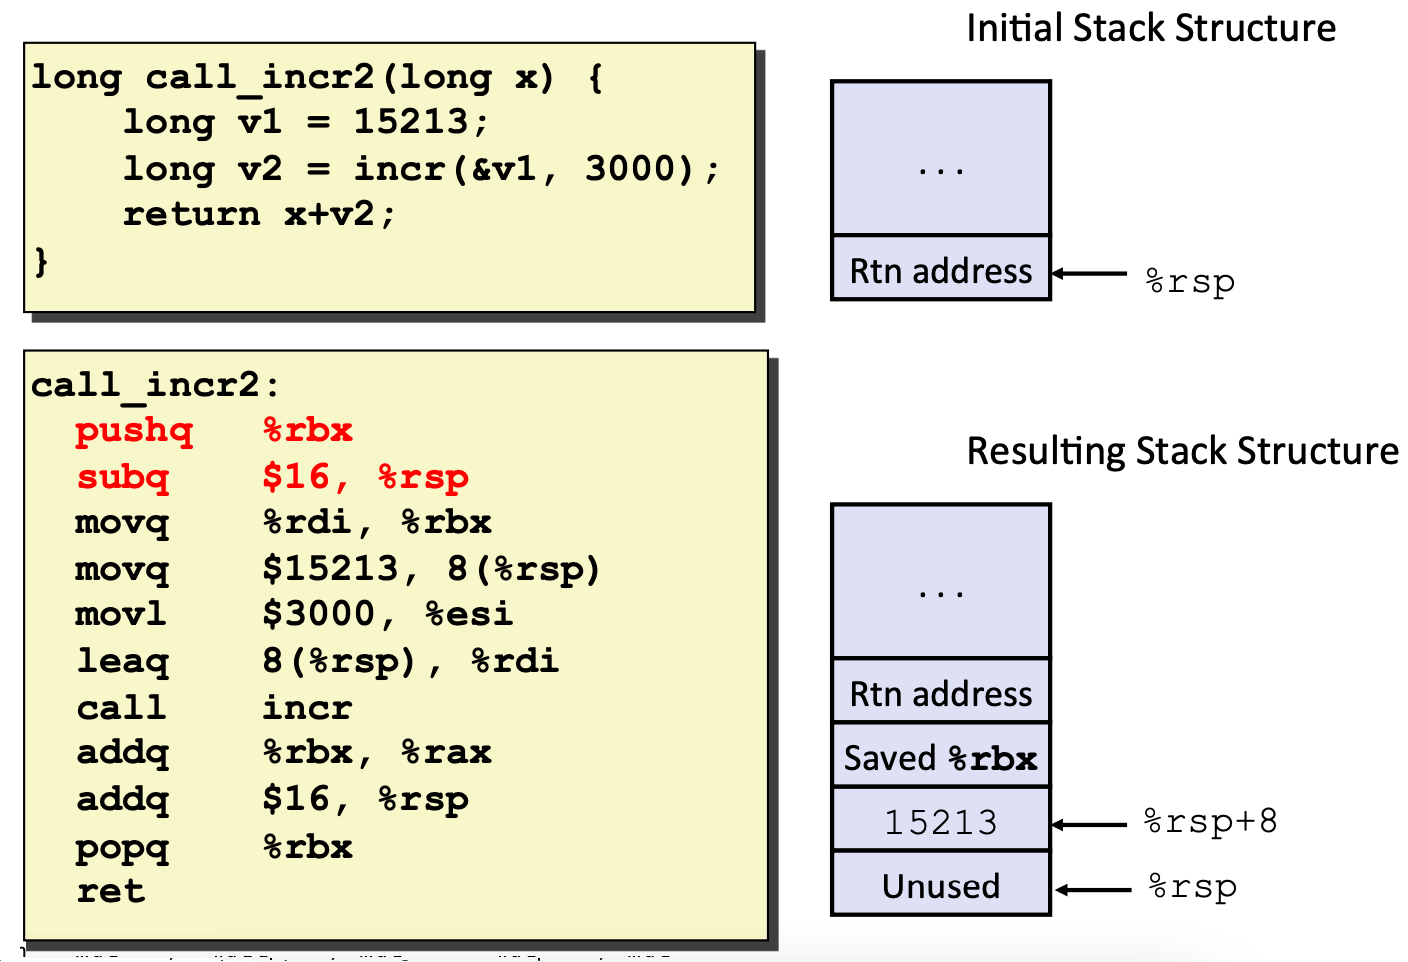 Initial Stack Structure
long call_incr2(long x) {
    long v1 = 15213;
    long v2 = incr(&v1, 3000);
    return x+v2;
}
...
Rtn address
%rsp
call_incr2:
  pushq   %rbx
  subq    $16, %rsp
  movq    %rdi, %rbx
  movq    $15213, 8(%rsp)
  movl    $3000, %esi
  leaq    8(%rsp), %rdi
  call    incr
  addq    %rbx, %rax
  addq    $16, %rsp
  popq    %rbx
  ret
Resulting Stack Structure
...
Rtn address
Saved %rbx
15213
%rsp+8
Unused
%rsp